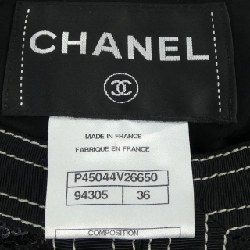 CHANEL
MADE IN FRANCE
FABRIQUE EN FRANCE
P45044V26650
94305 36
COMPOSITION